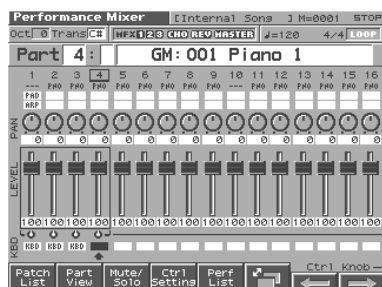 Performance Mixer [Internal Song ] M=0001 STOP
Oct 0 Trans C# MFX 1 2 3 CHO REV MASTER ♩=120 4/4 LOOP
Part 4: GM: 001 Piano 1
1 2 3 4 5 6 7 8 9 10 11 12 13 14 15 16
--- PNO PNO PNO PNO PNO PNO PNO PNO --- PNO PNO PNO PNO PNO PNO
PAD
ARP
PAN
0 0 0 0 0 0 0 0 0 0 0 0 0 0 0 0
LEVEL
100 100 100 100 100 100 100 100 100 100 100 100 100 100 100 100
KBD KBD KBD KBD
Patch List Part View Mute/Solo Ctrl Setting Perf List Ctrl Knob